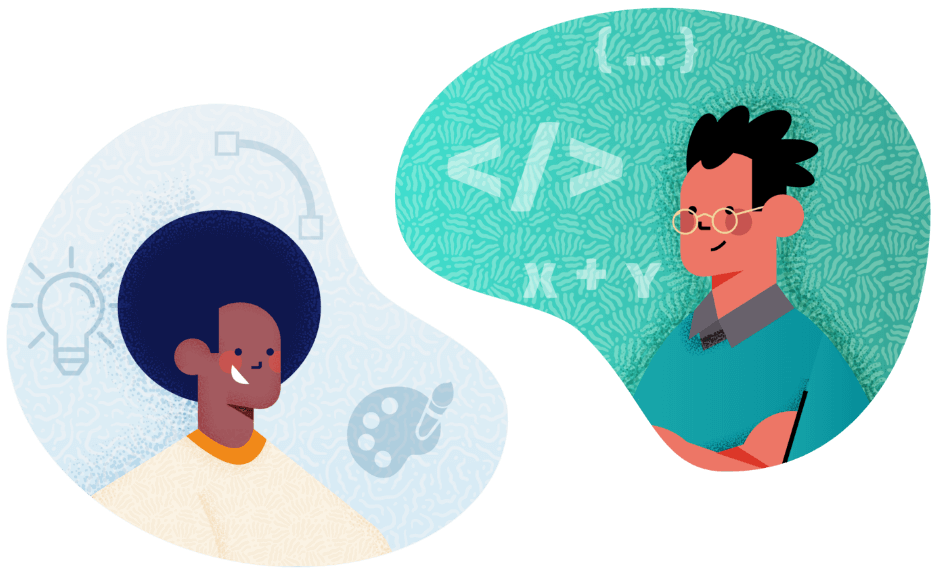 { ... }
</>
X + Y